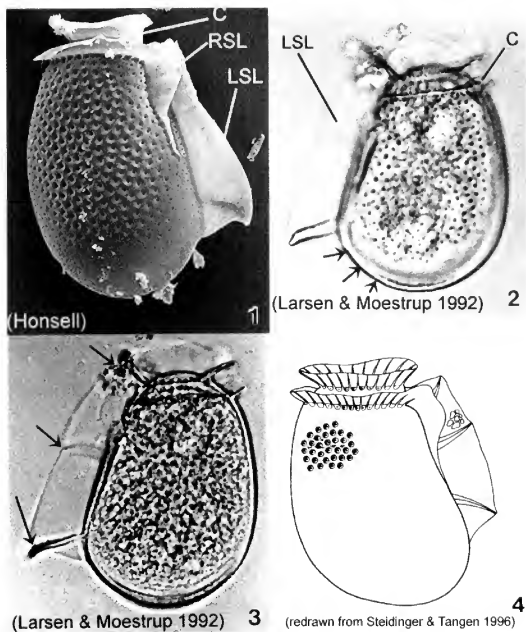 C
RSL
LSL
(Honsell)
1
LSL
C
(Larsen & Moestrup 1992)
2
(Larsen & Moestrup 1992)
3
4
(redrawn from Steidinger & Tangen 1996)